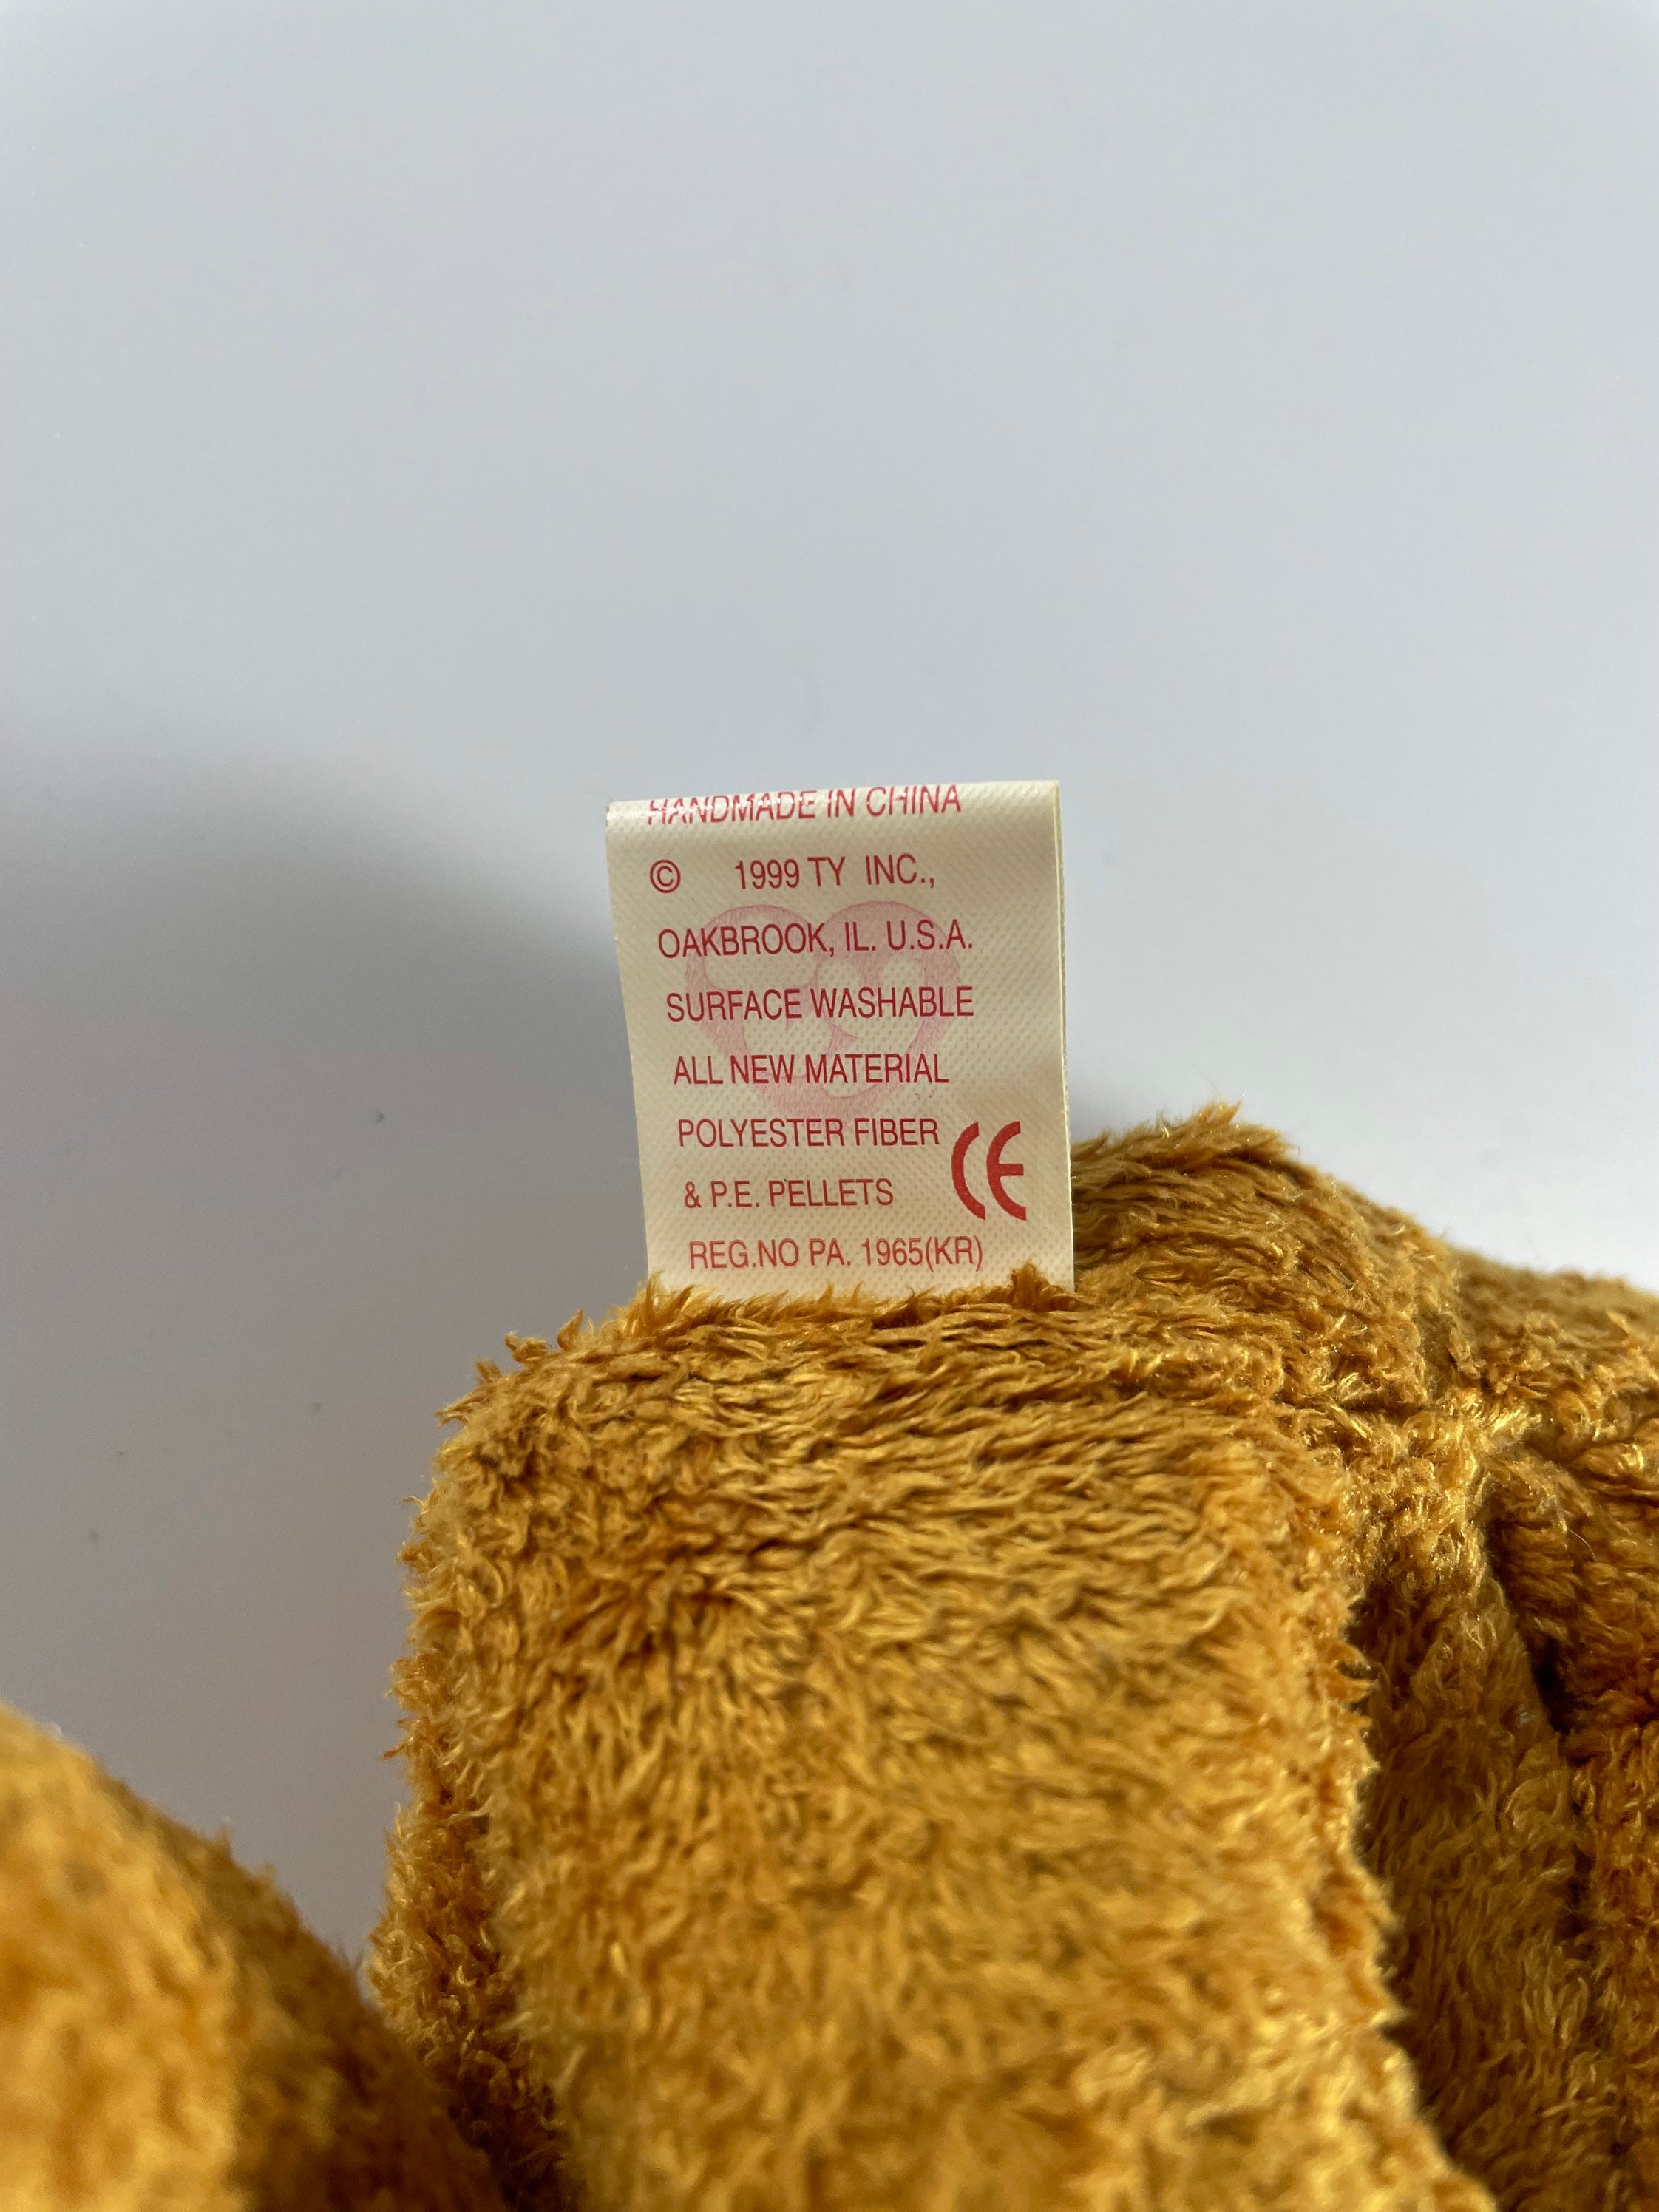 HANDMADE IN CHINA
© 1999 TY INC.,
OAKBROOK, IL. U.S.A.
SURFACE WASHABLE
ALL NEW MATERIAL
POLYESTER FIBER
& P.E. PELLETS CE
REG.NO PA. 1965(KR)